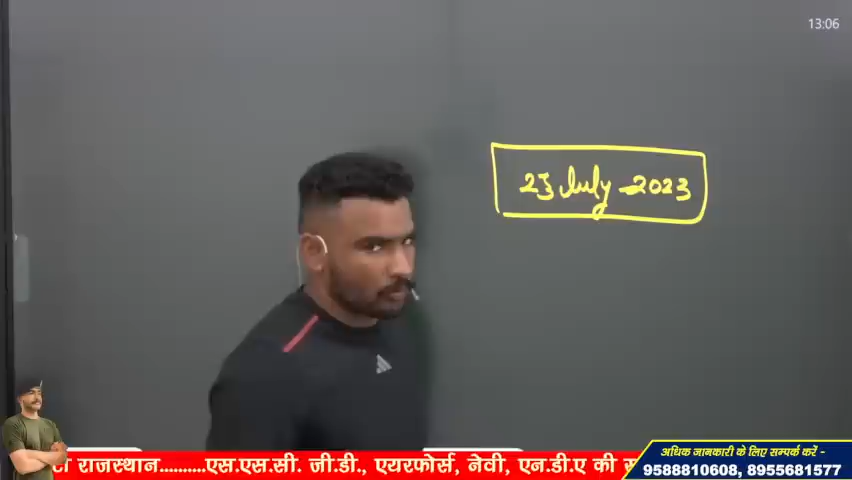 13:06
23 July 2023
राजस्थान..........एस.एस.सी. जी.डी., एयरफोर्स, नेवी, एन.डी.ए की
अधिक जानकारी के लिए सम्पर्क करें -
9588810608, 8955681577